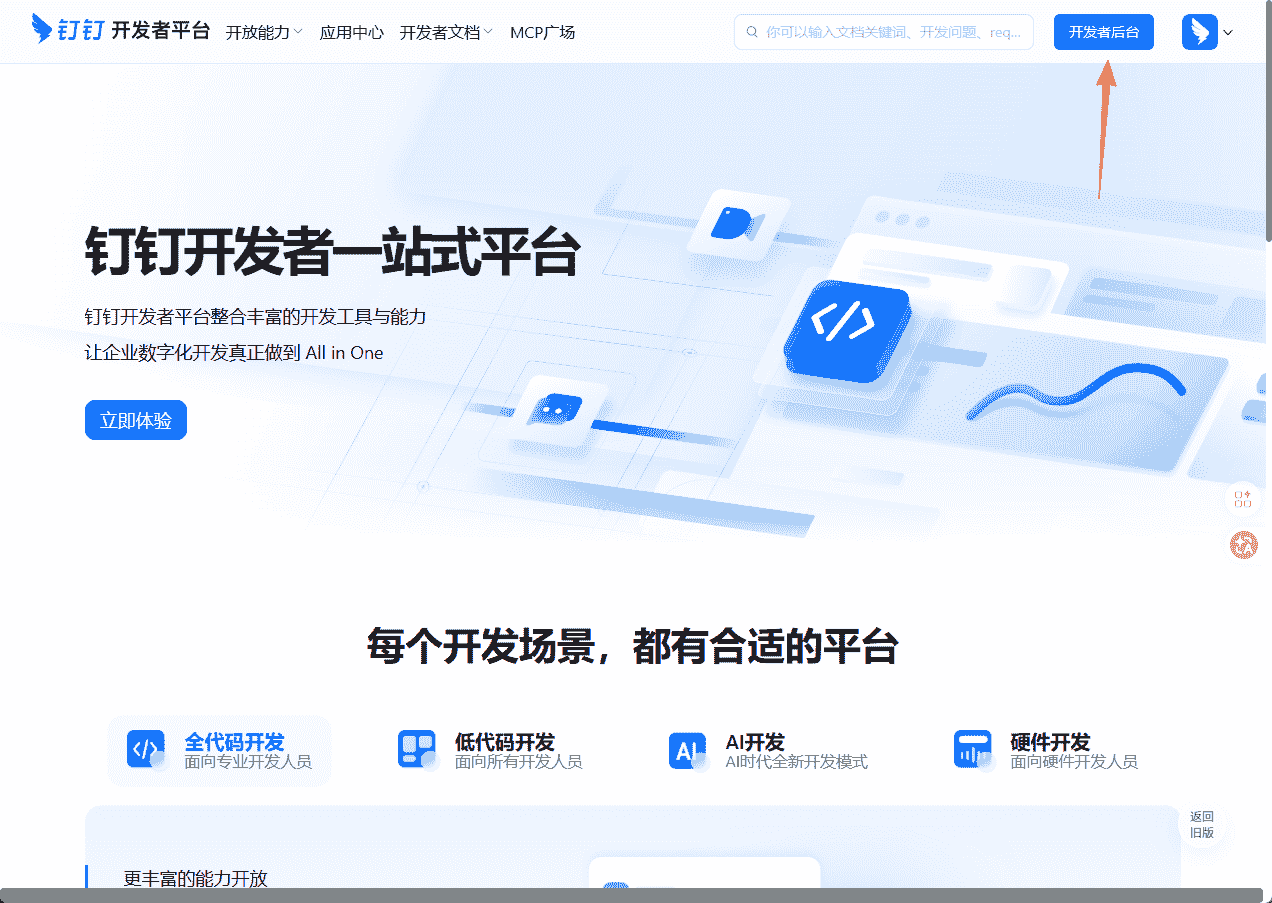 钉钉 开发者平台 开放能力 应用中心 开发者文档 MCP广场 你可以输入文档关键词、开发问题、req... 开发者后台
钉钉开发者一站式平台
钉钉开发者平台整合丰富的开发工具与能力
让企业数字化开发真正做到 All in One
立即体验
每个开发场景，都有合适的平台
全代码开发
面向专业开发人员
低代码开发
面向所有开发人员
AI
AI开发
AI时代全新开发模式
硬件开发
面向硬件开发人员
返回
旧版
更丰富的能力开放